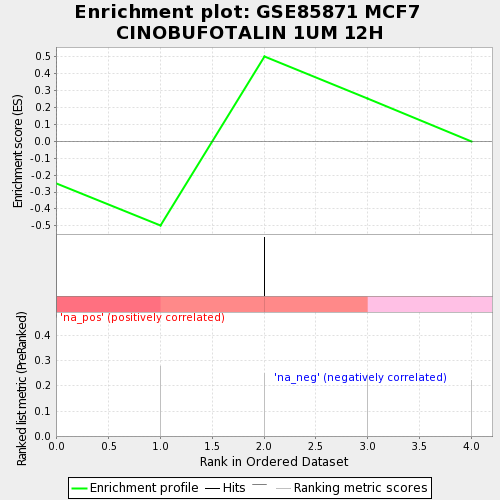 Enrichment plot: GSE85871 MCF7
CINOBUFOTALIN 1UM 12H
Enrichment score (ES)
0.5
0.4
0.3
0.2
0.1
0.0
-0.1
-0.2
-0.3
-0.4
-0.5
'na_pos' (positively correlated)
'na_neg' (negatively correlated)
Ranked list metric (PreRanked)
0.4
0.3
0.2
0.1
0.0
0.0 0.5 1.0 1.5 2.0 2.5 3.0 3.5 4.0
Rank in Ordered Dataset
Enrichment profile Hits Ranking metric scores